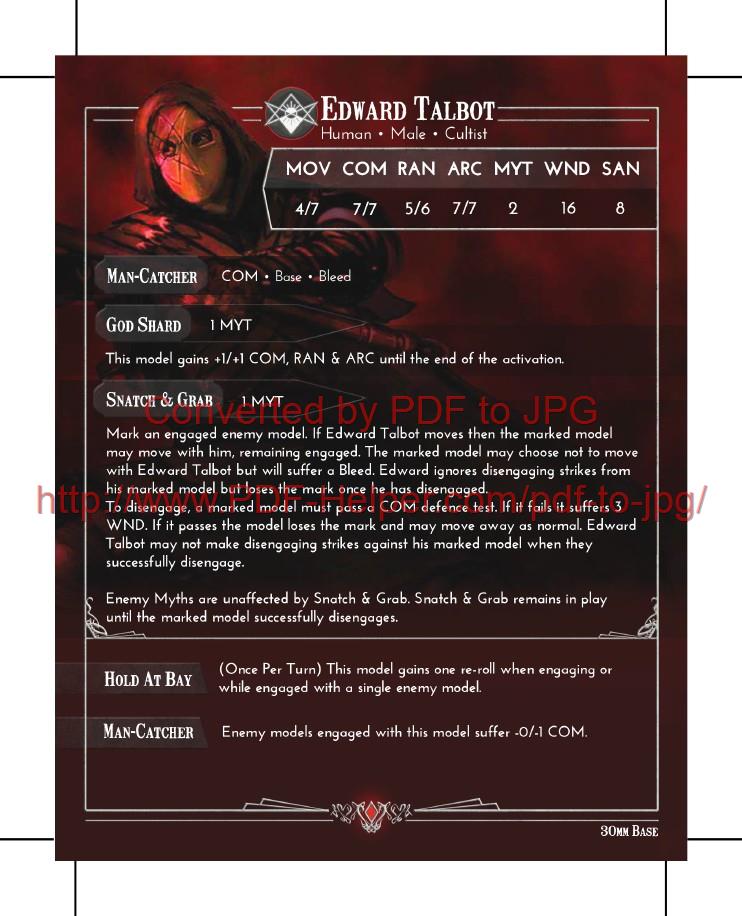 EDWARD TALBOT
Human • Male • Cultist
MOV COM RAN ARC MYT WND SAN
4/7 7/7 5/6 7/7 2 16 8
MAN-CATCHER COM • Base • Bleed
GOD SHARD 1 MYT
This model gains +1/+1 COM, RAN & ARC until the end of the activation.
SNATCH & GRAB 1 MYT
Converted by PDF to JPG
Mark an engaged enemy model. If Edward Talbot moves then the marked model
may move with him, remaining engaged. The marked model may choose not to move
with Edward Talbot but will suffer a Bleed. Edward ignores disengaging strikes from
his marked model but loses the mark once he has disengaged.
http://www.PDF-Helper.com/pdf-to-jpg/
To disengage, a marked model must pass a COM defence test. If it fails it suffers 3
WND. If it passes the model loses the mark and may move away as normal. Edward
Talbot may not make disengaging strikes against his marked model when they
successfully disengage.
Enemy Myths are unaffected by Snatch & Grab. Snatch & Grab remains in play
until the marked model successfully disengages.
HOLD AT BAY (Once Per Turn) This model gains one re-roll when engaging or
while engaged with a single enemy model.
MAN-CATCHER Enemy models engaged with this model suffer -0/-1 COM.
30MM BASE